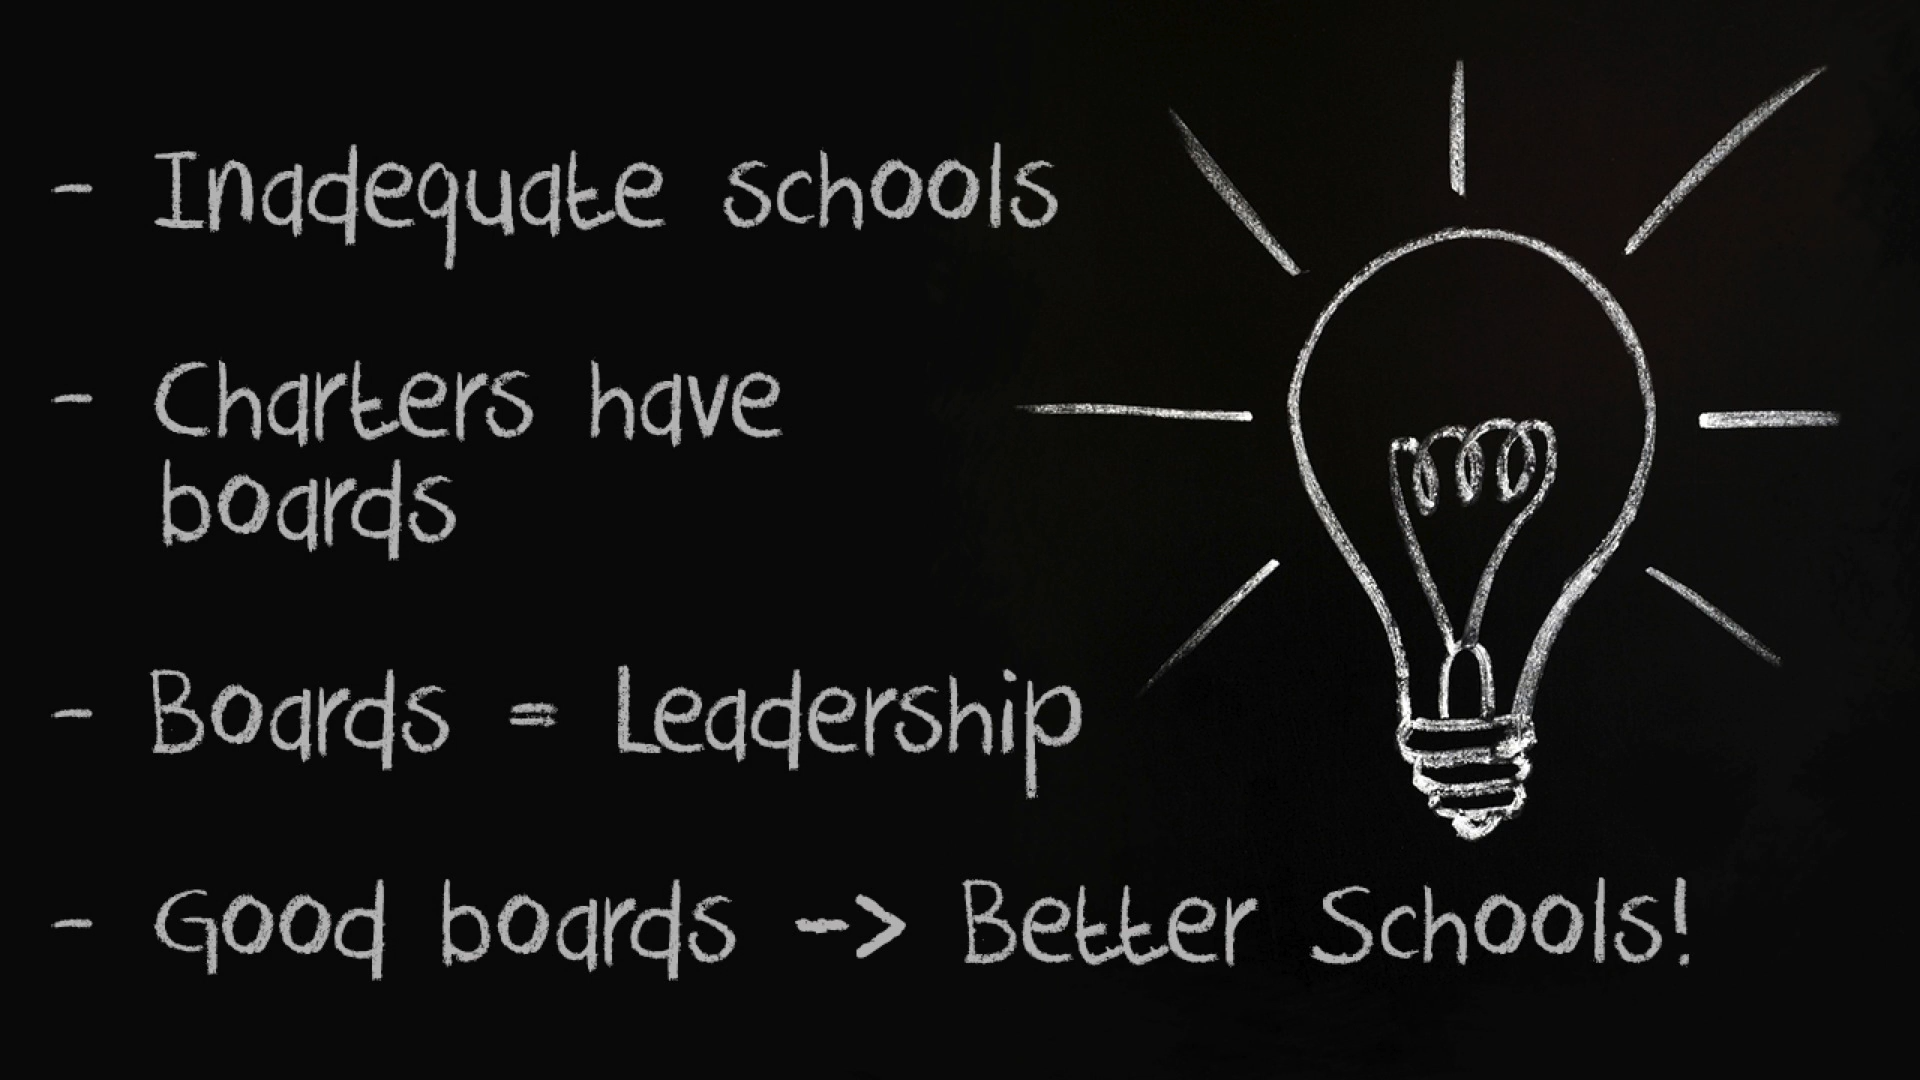 - Inadequate schools
- Charters have
boards
- Boards = Leadership
- Good boards --> Better Schools!